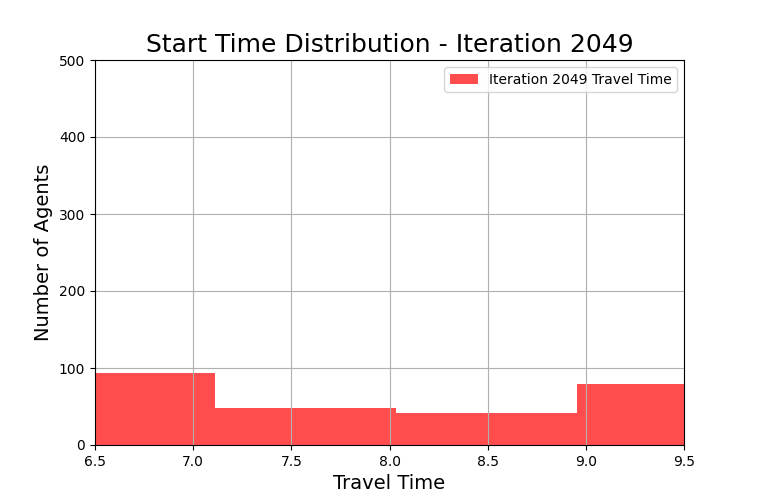 Start Time Distribution - Iteration 2049
Iteration 2049 Travel Time
Number of Agents
500
400
300
200
100
0
6.5 7.0 7.5 8.0 8.5 9.0 9.5
Travel Time